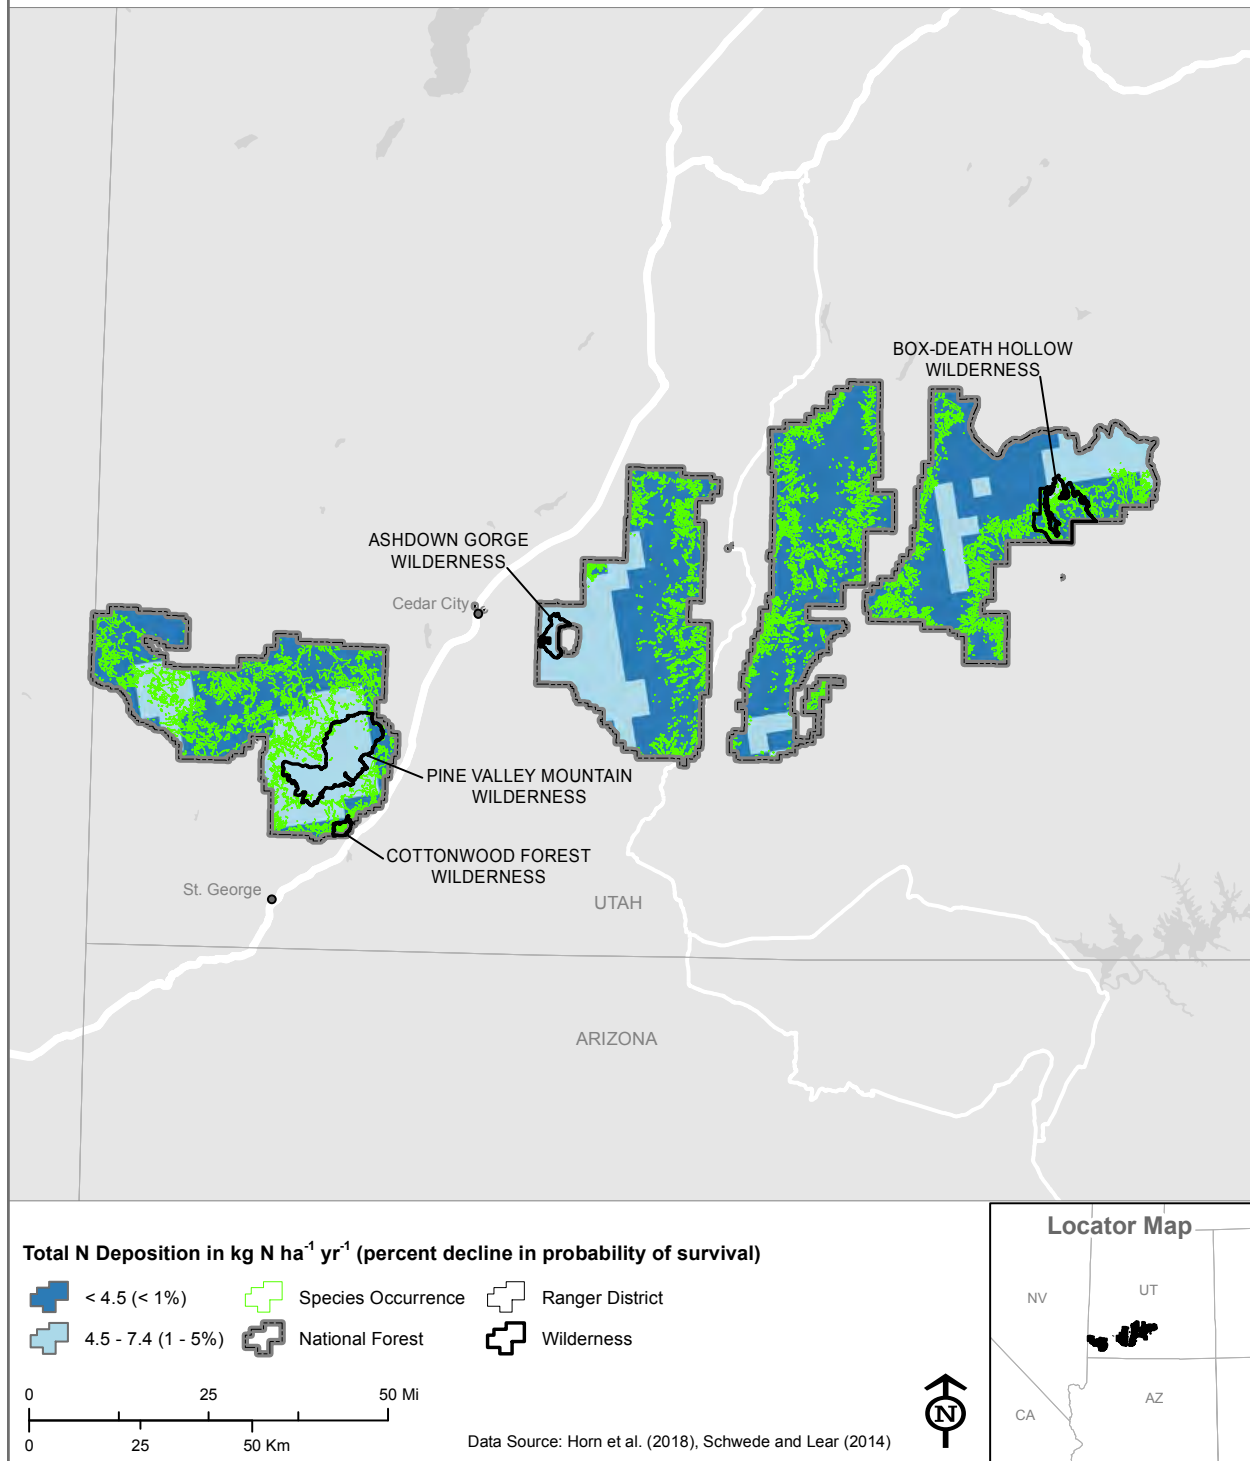 BOX-DEATH HOLLOW
WILDERNESS
ASHDOWN GORGE
WILDERNESS
Cedar City
PINE VALLEY MOUNTAIN
WILDERNESS
COTTONWOOD FOREST
WILDERNESS
St. George
UTAH
ARIZONA
Total N Deposition in kg N ha⁻¹ yr⁻¹ (percent decline in probability of survival)
< 4.5 (< 1%)
Species Occurrence
Ranger District
4.5 - 7.4 (1 - 5%)
National Forest
Wilderness
0 25 50 Mi
0 25 50 Km
Data Source: Horn et al. (2018), Schwede and Lear (2014)
N
Locator Map
NV
UT
CA
AZ